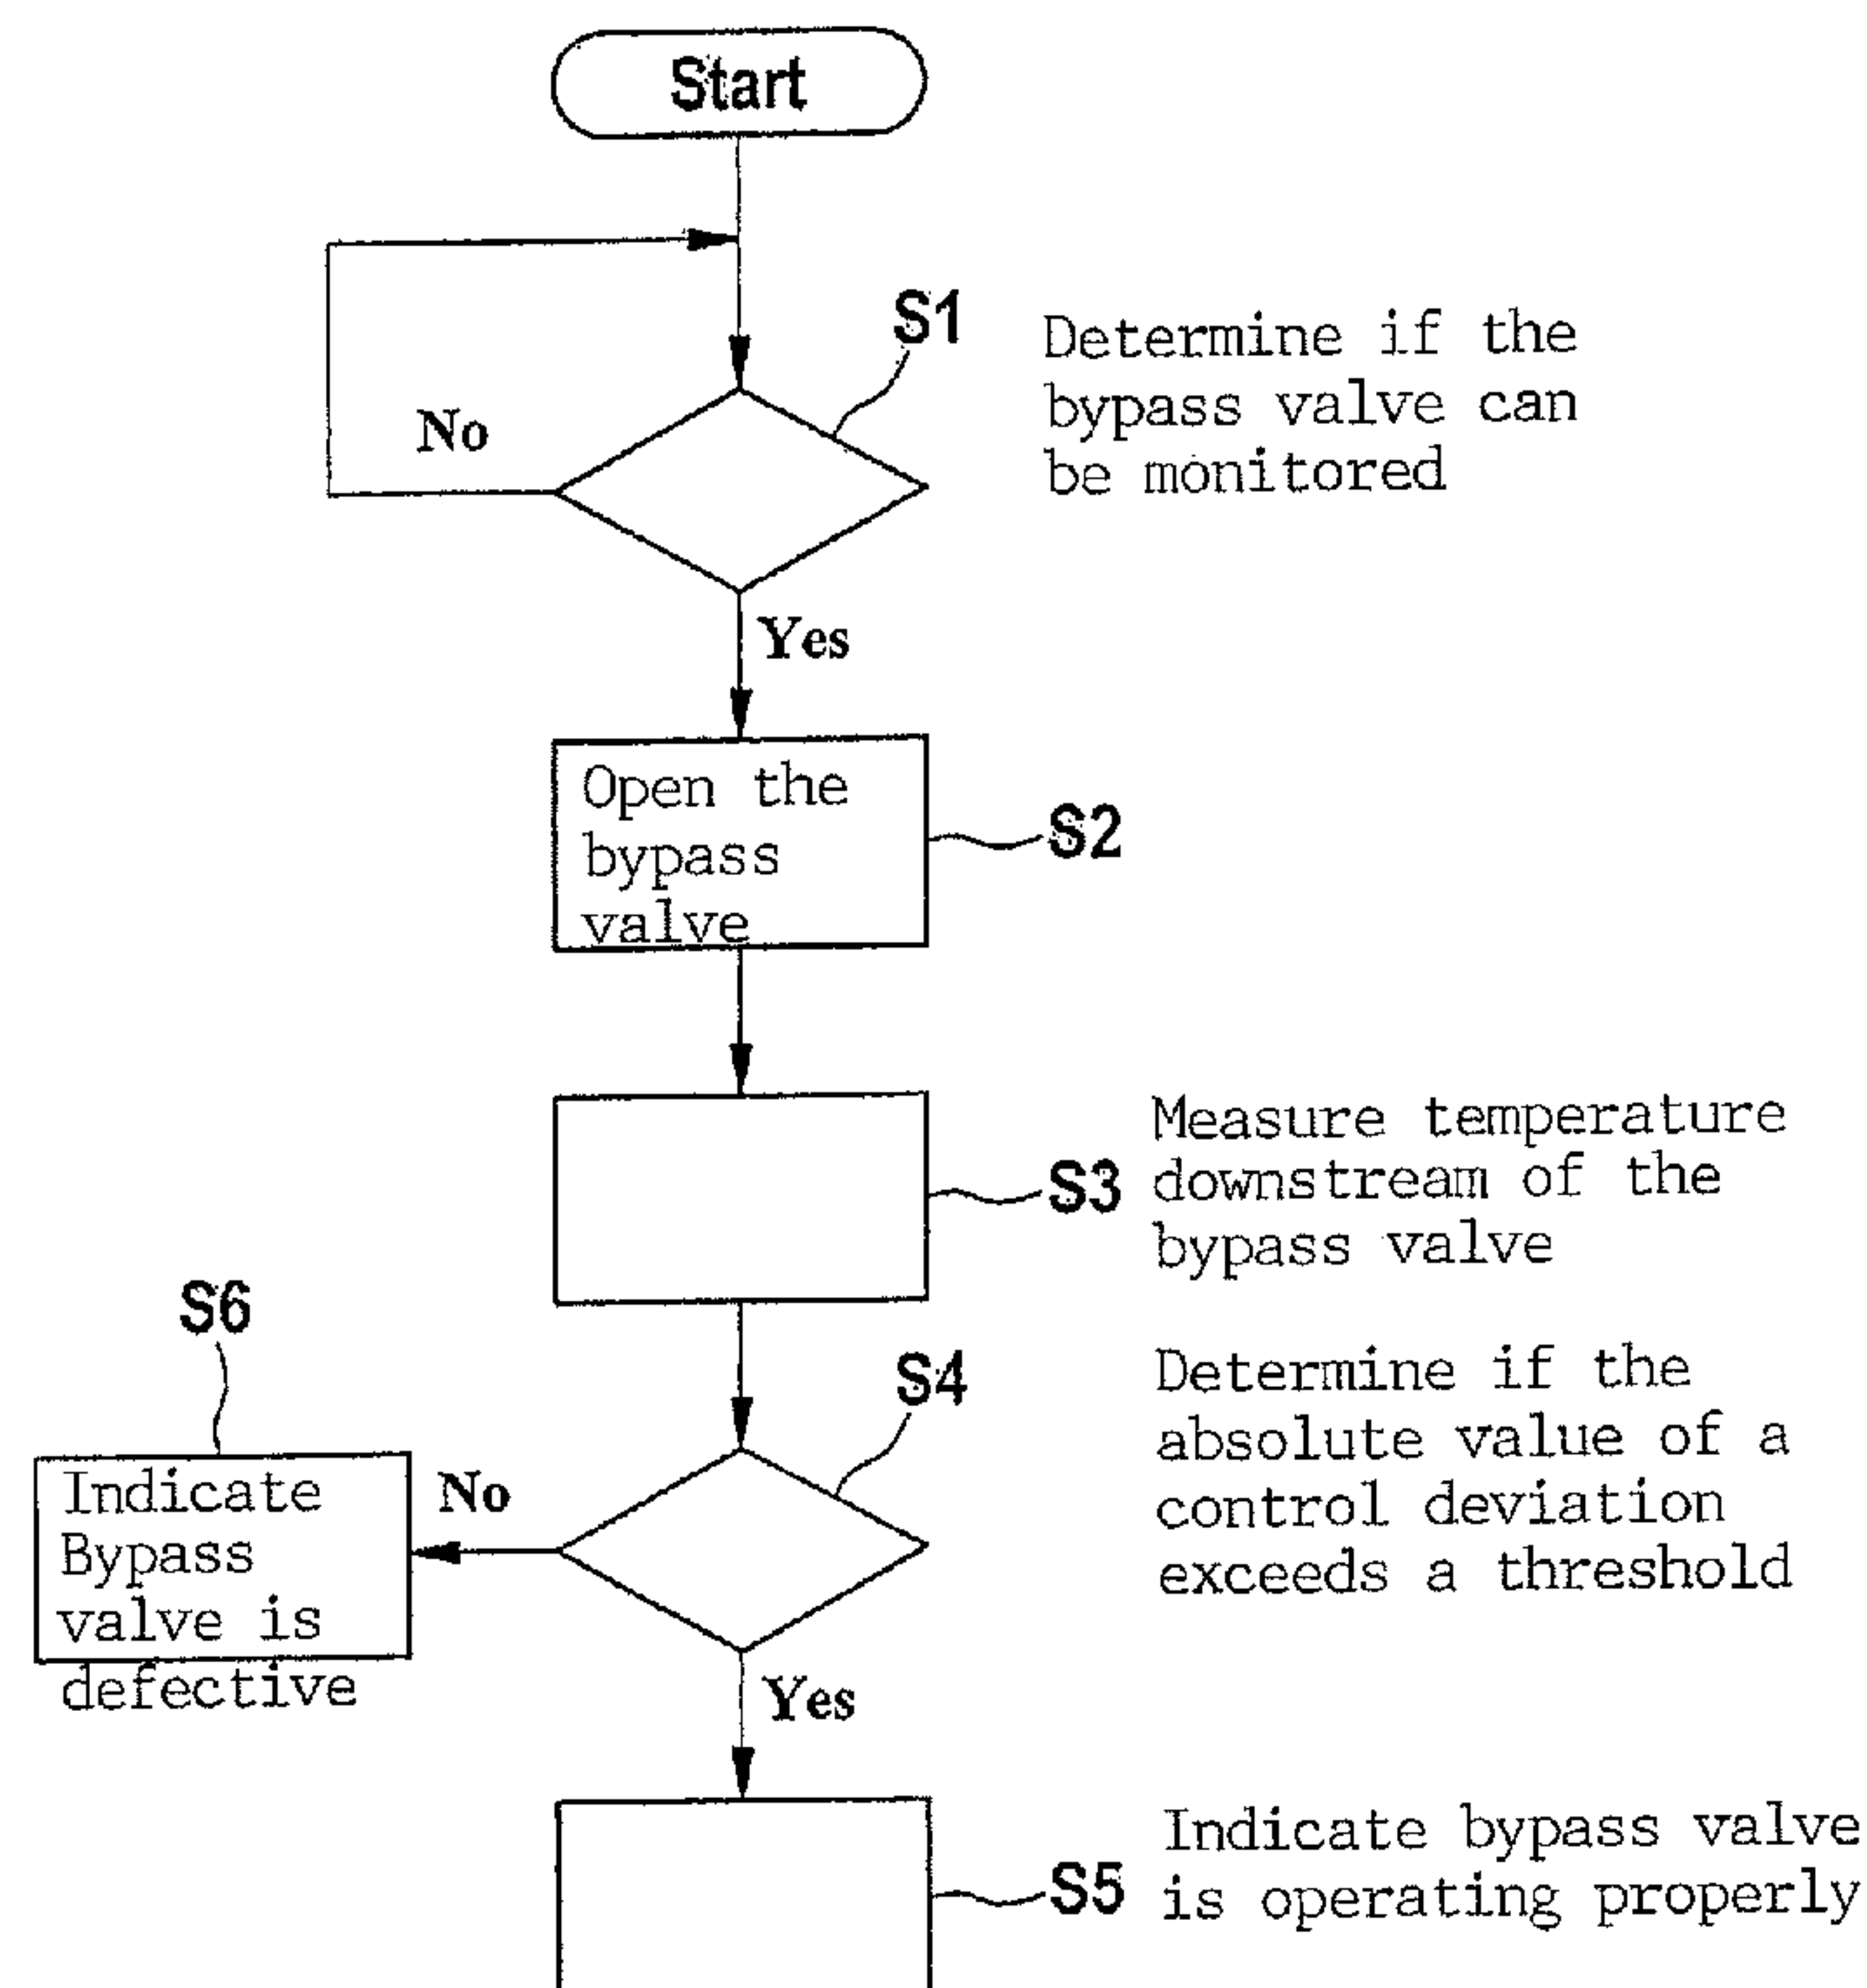 Start
S1
Determine if the
bypass valve can
be monitored
No
Yes
Open the
bypass
valve
S2
S3
Measure temperature
downstream of the
bypass valve
S6
S4
Determine if the
absolute value of a
control deviation
exceeds a threshold
Indicate
Bypass
valve is
defective
No
Yes
S5
Indicate bypass valve
is operating properly